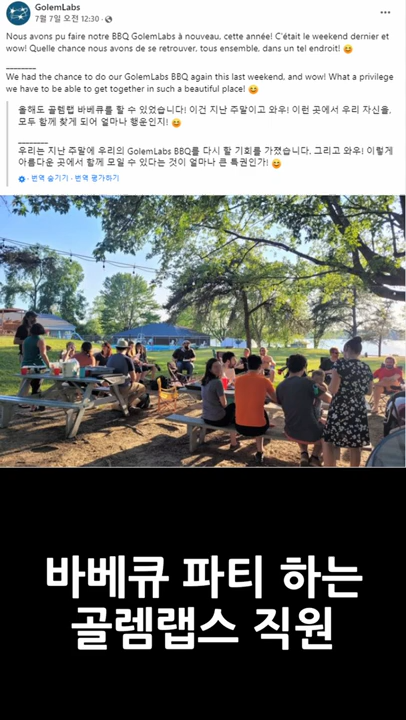 GolemLabs
7월 7일 오전 12:30 ·
Nous avons pu faire notre BBQ GolemLabs à nouveau, cette année! C'était le weekend dernier et
wow! Quelle chance nous avons de se retrouver, tous ensemble, dans un tel endroit! 😊
________
We had the chance to do our GolemLabs BBQ again this last weekend, and wow! What a privilege
we have to be able to get together in such a beautiful place! 😊
올해도 골렘랩 바베큐를 할 수 있었습니다! 이건 지난 주말이고 와우! 이런 곳에서 우리 자신을,
모두 함께 찾게 되어 얼마나 행운인지! 😊
________
우리는 지난 주말에 우리의 GolemLabs BBQ를 다시 할 기회를 가졌습니다, 그리고 와우! 이렇게
아름다운 곳에서 함께 모일 수 있다는 것이 얼마나 큰 특권인가! 😊
· 번역 숨기기 · 번역 평가하기
바베큐 파티 하는
골렘랩스 직원